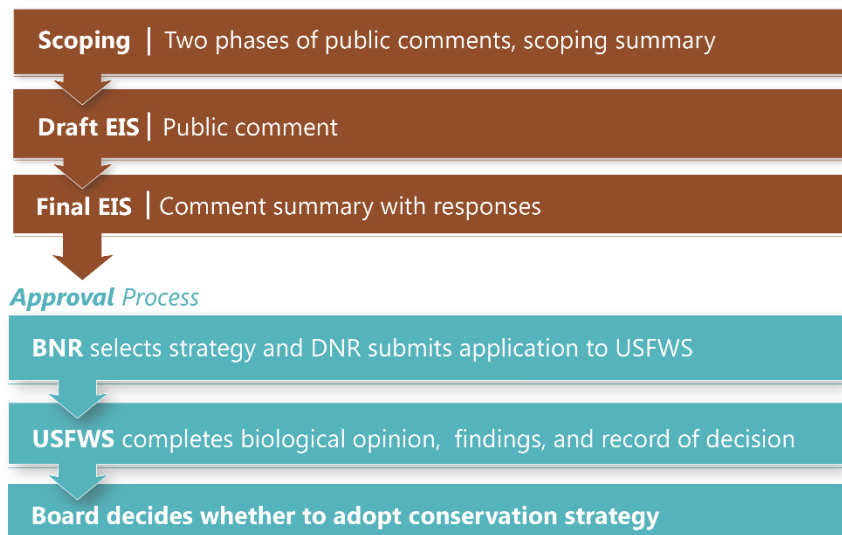 Scoping | Two phases of public comments, scoping summary
Draft EIS | Public comment
Final EIS | Comment summary with responses
Approval Process
BNR selects strategy and DNR submits application to USFWS
USFWS completes biological opinion, findings, and record of decision
Board decides whether to adopt conservation strategy